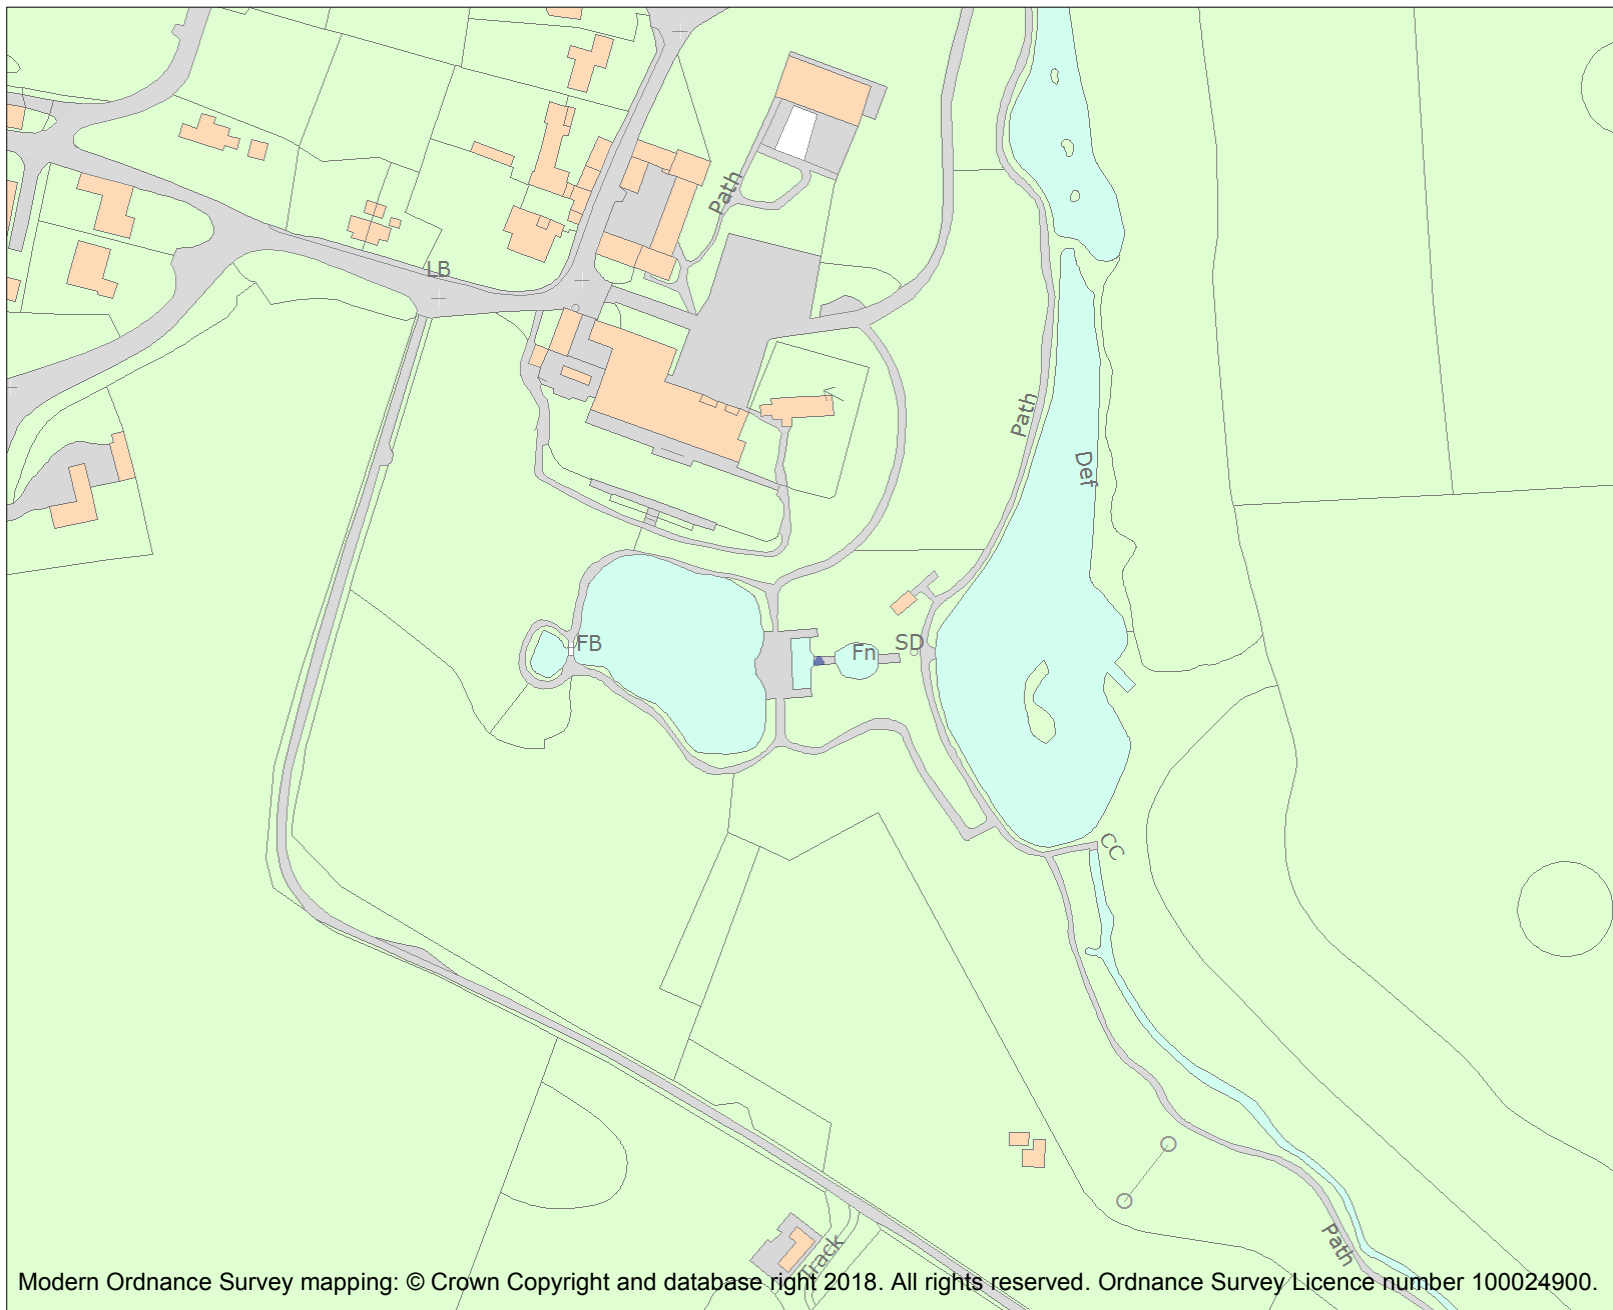 Path
LB
Path
Def
FB
Fn
SD
CC
Path
Track
Modern Ordnance Survey mapping: © Crown Copyright and database right 2018. All rights reserved. Ordnance Survey Licence number 100024900.